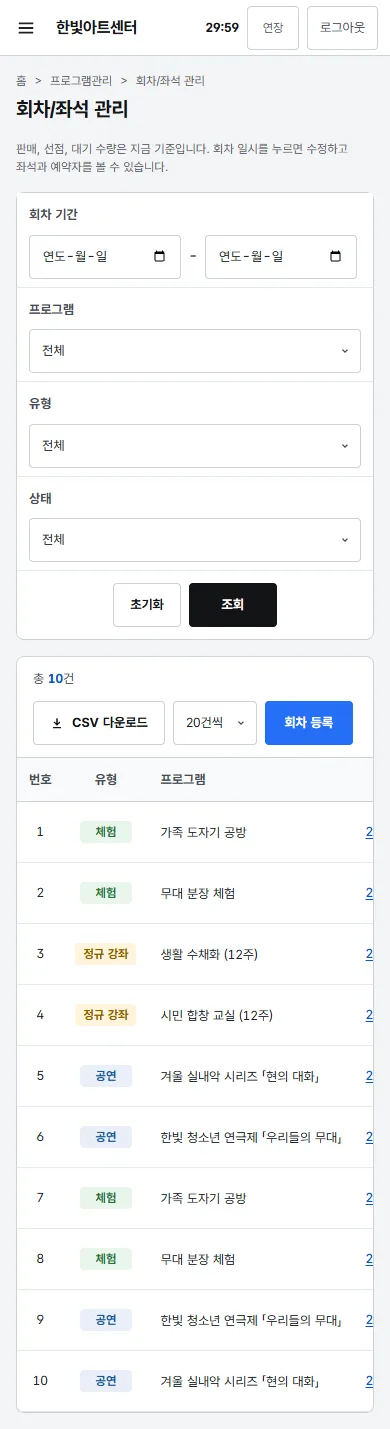 한빛아트센터 29:59 연장 로그아웃
홈 > 프로그램관리 > 회차/좌석 관리
회차/좌석 관리
판매, 선점, 대기 수량은 지금 기준입니다. 회차 일시를 누르면 수정하고
좌석과 예약자를 볼 수 있습니다.
회차 기간
연도-월-일 - 연도-월-일
프로그램
전체
유형
전체
상태
전체
초기화 조회
총 10건
CSV 다운로드 20건씩 회차 등록
번호 유형 프로그램
1 체험 가족 도자기 공방 2
2 체험 무대 분장 체험 2
3 정규 강좌 생활 수채화 (12주) 2
4 정규 강좌 시민 합창 교실 (12주) 2
5 공연 겨울 실내악 시리즈 「현의 대화」 2
6 공연 한빛 청소년 연극제 「우리들의 무대」 2
7 체험 가족 도자기 공방 2
8 체험 무대 분장 체험 2
9 공연 한빛 청소년 연극제 「우리들의 무대」 2
10 공연 겨울 실내악 시리즈 「현의 대화」 2